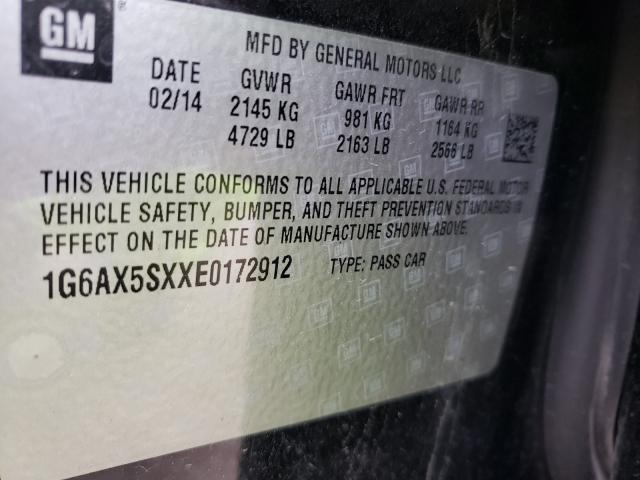 GM ®
MFD BY GENERAL MOTORS LLC
DATE GVWR GAWR FRT GAWR RR
02/14 2145 KG 981 KG 1164 KG
4729 LB 2163 LB 2566 LB
THIS VEHICLE CONFORMS TO ALL APPLICABLE U.S. FEDERAL MOTOR
VEHICLE SAFETY, BUMPER, AND THEFT PREVENTION STANDARDS IN
EFFECT ON THE DATE OF MANUFACTURE SHOWN ABOVE.
1G6AX5SXXE0172912 TYPE: PASS CAR